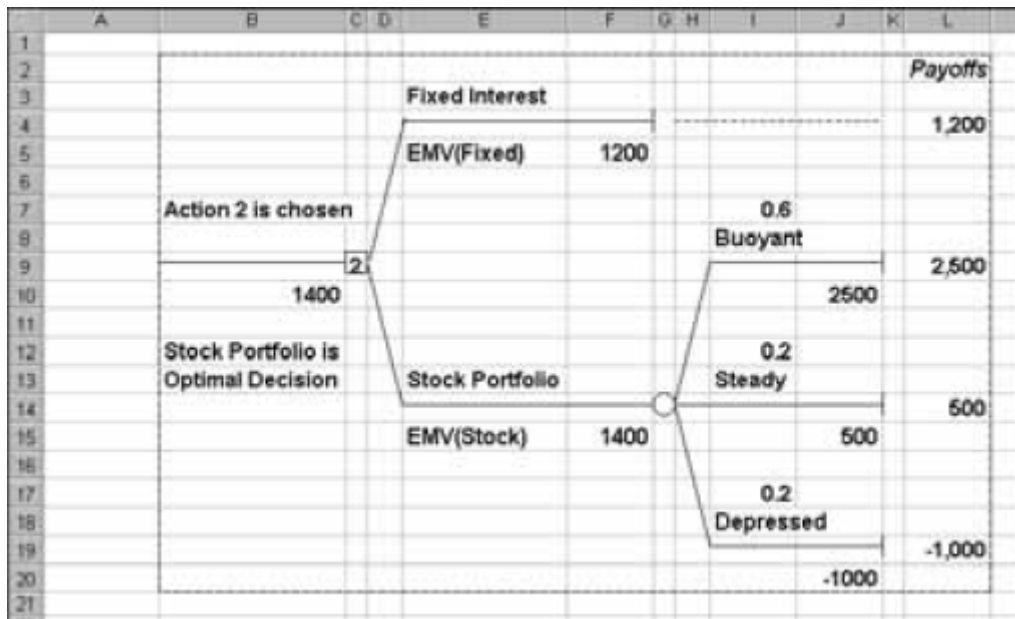 A B C D E F G H I J K L
1
2 Payoffs
3 Fixed Interest
4 1,200
5 EMV(Fixed) 1200
6
7 Action 2 is chosen 0.6
8 Buoyant
9 2 2,500
10 1400 2500
11
12 Stock Portfolio is 0.2
13 Optimal Decision Stock Portfolio Steady
14 500
15 EMV(Stock) 1400 500
16
17 0.2
18 Depressed
19 -1,000
20 -1000
21